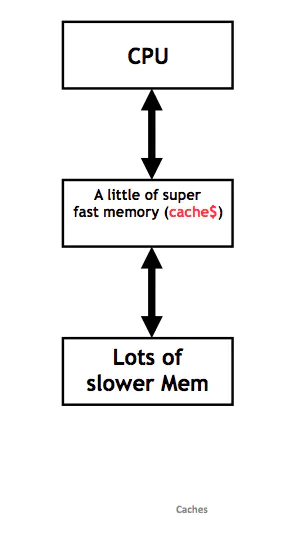 CPU
A little of super
fast memory (cache$)
Lots of
slower Mem
Caches